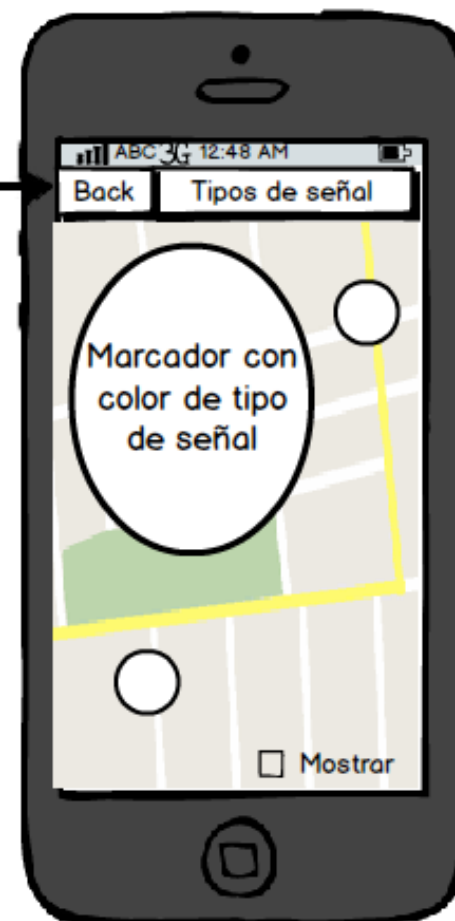 ABC 3G 12:48 AM
Back Tipos de señal
Marcador con
color de tipo
de señal
Mostrar